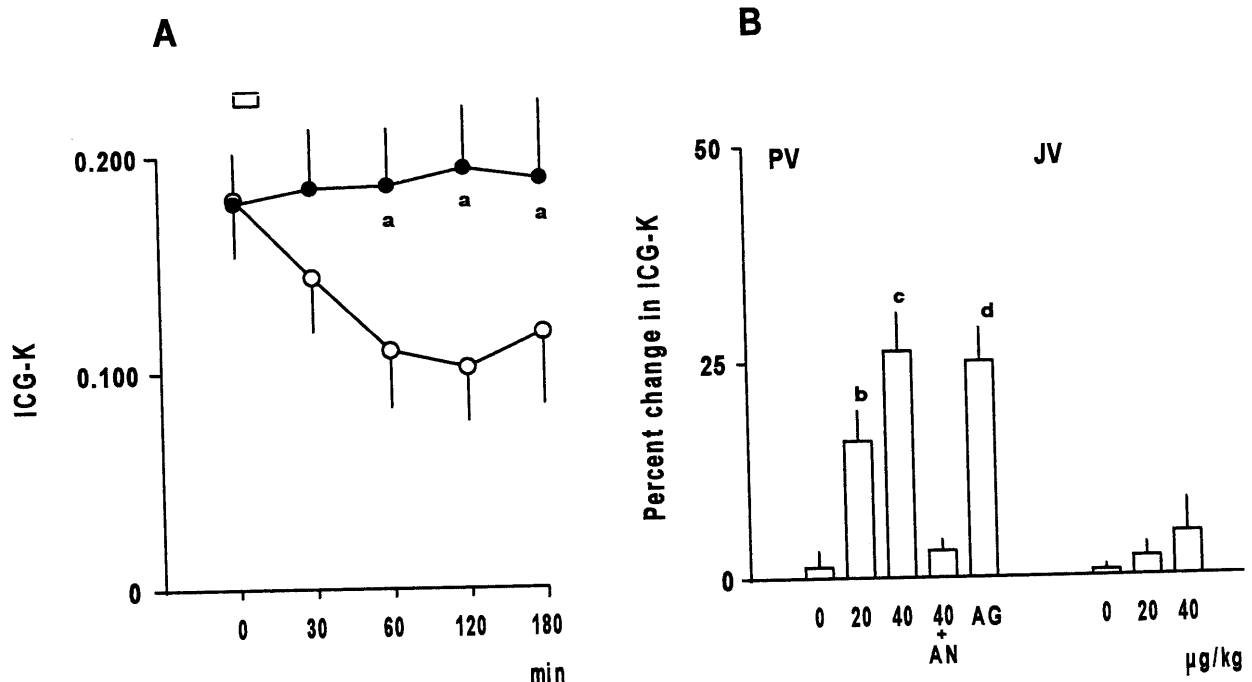 A
0.200
0.100
0
ICG-K
a
a
a
0 30 60 120 180
min
B
50
25
0
Percent change in ICG-K
PV
JV
b
c
d
0 20 40 40 AG 0 20 40
+
AN
µg/kg